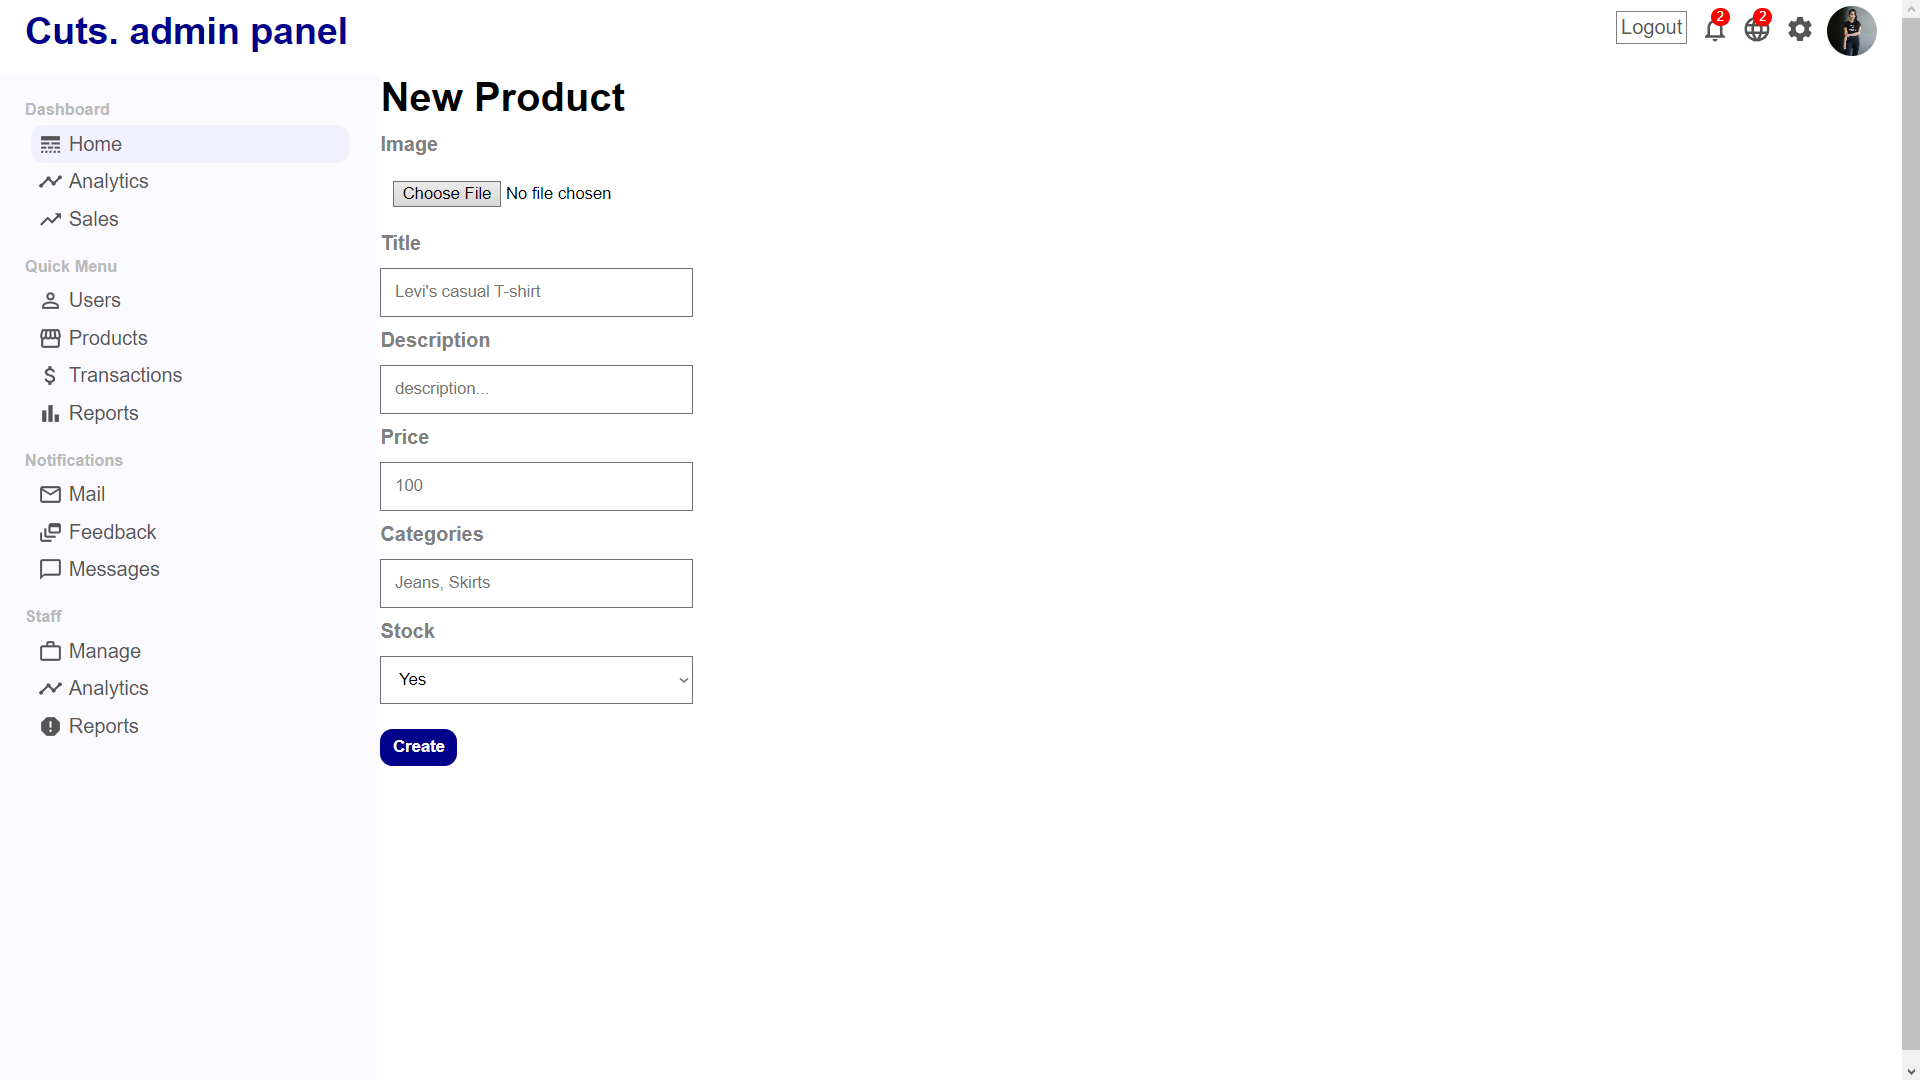 Cuts. admin panel
Logout
2
2
Dashboard
Home
Analytics
Sales
Quick Menu
Users
Products
Transactions
Reports
Notifications
Mail
Feedback
Messages
Staff
Manage
Analytics
Reports
New Product
Image
Choose File No file chosen
Title
Levi's casual T-shirt
Description
description...
Price
100
Categories
Jeans, Skirts
Stock
Yes
Create